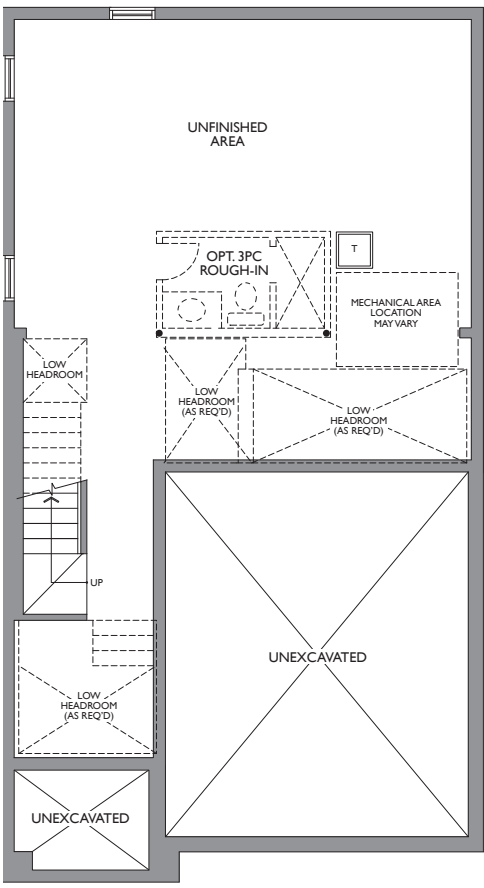 UNFINISHED
AREA
OPT. 3PC
ROUGH-IN
T
MECHANICAL AREA
LOCATION
MAY VARY
LOW
HEADROOM
LOW
HEADROOM
(AS REQ'D)
LOW
HEADROOM
(AS REQ'D)
UP
UNEXCAVATED
LOW
HEADROOM
(AS REQ'D)
UNEXCAVATED